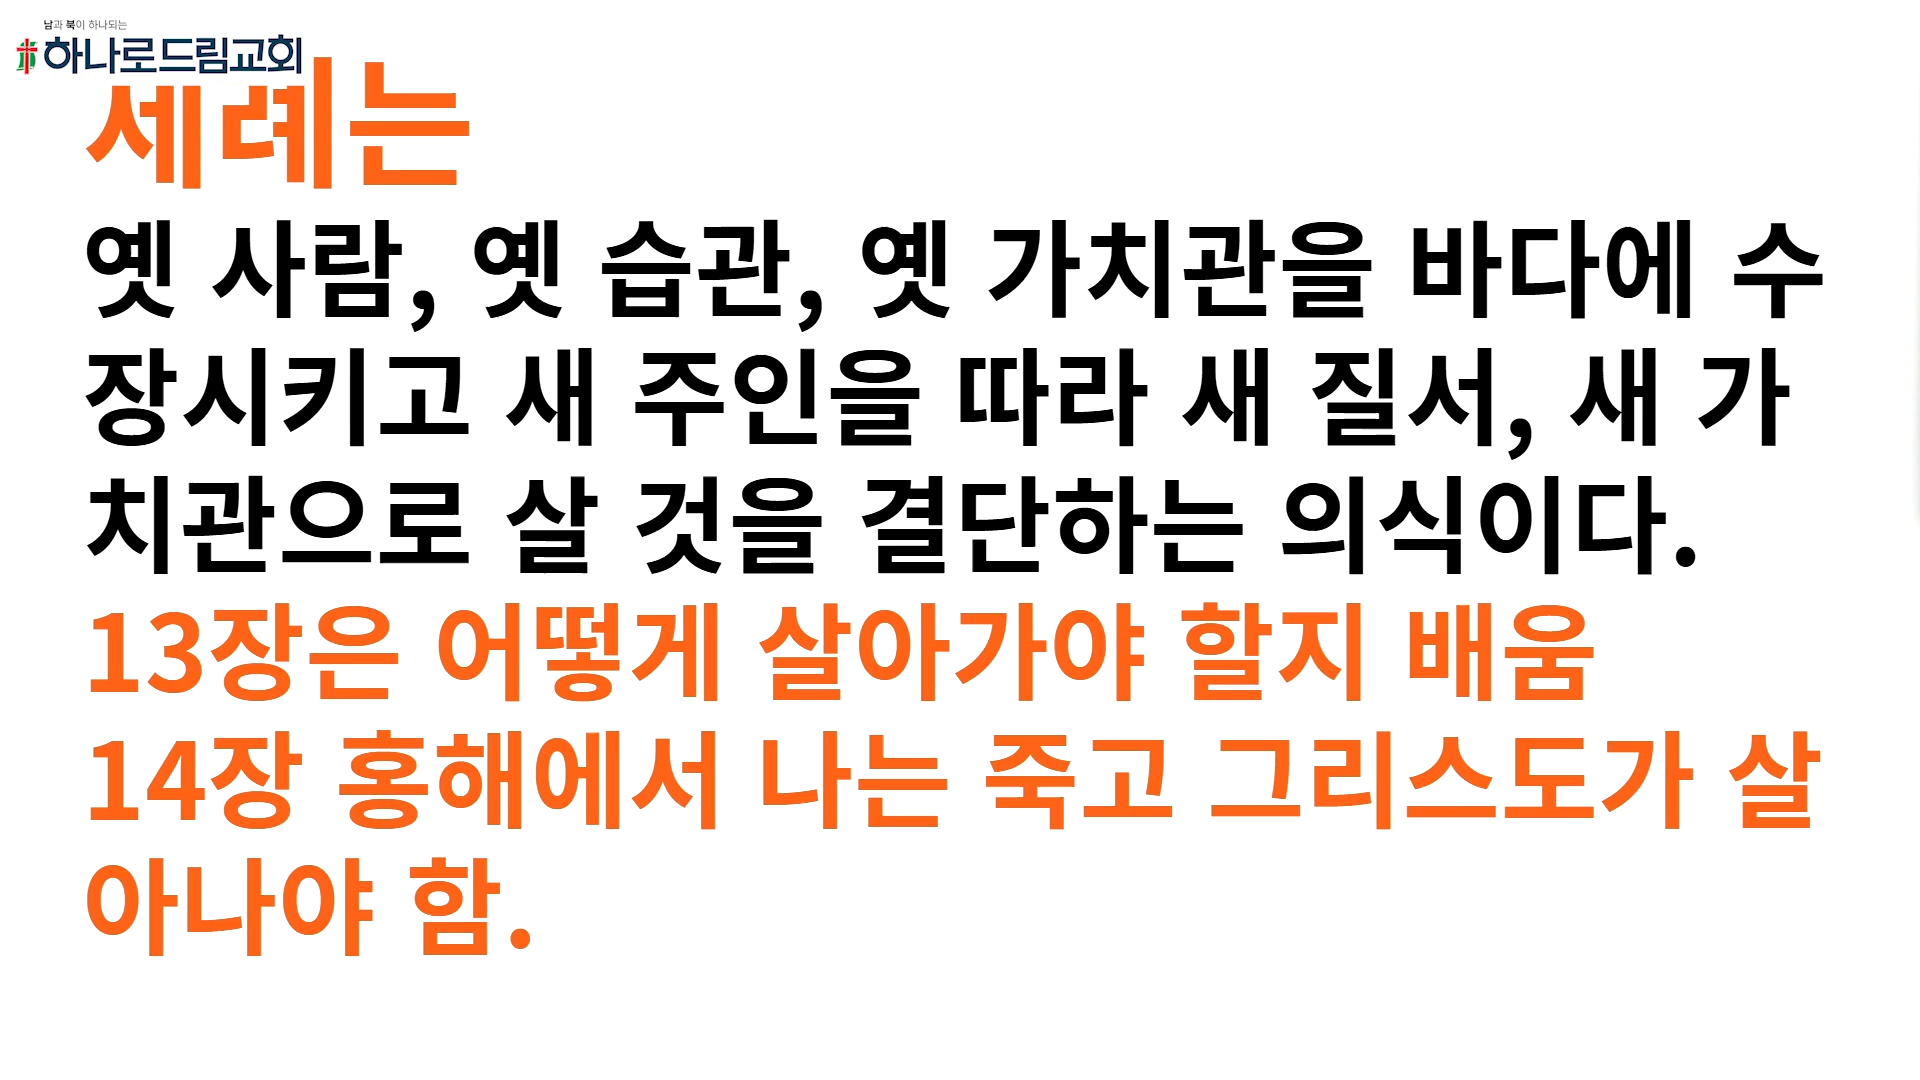 남과 북이 하나되는
하나로드림교회
세례는
옛 사람, 옛 습관, 옛 가치관을 바다에 수
장시키고 새 주인을 따라 새 질서, 새 가
치관으로 살 것을 결단하는 의식이다.
13장은 어떻게 살아가야 할지 배움
14장 홍해에서 나는 죽고 그리스도가 살
아나야 함.